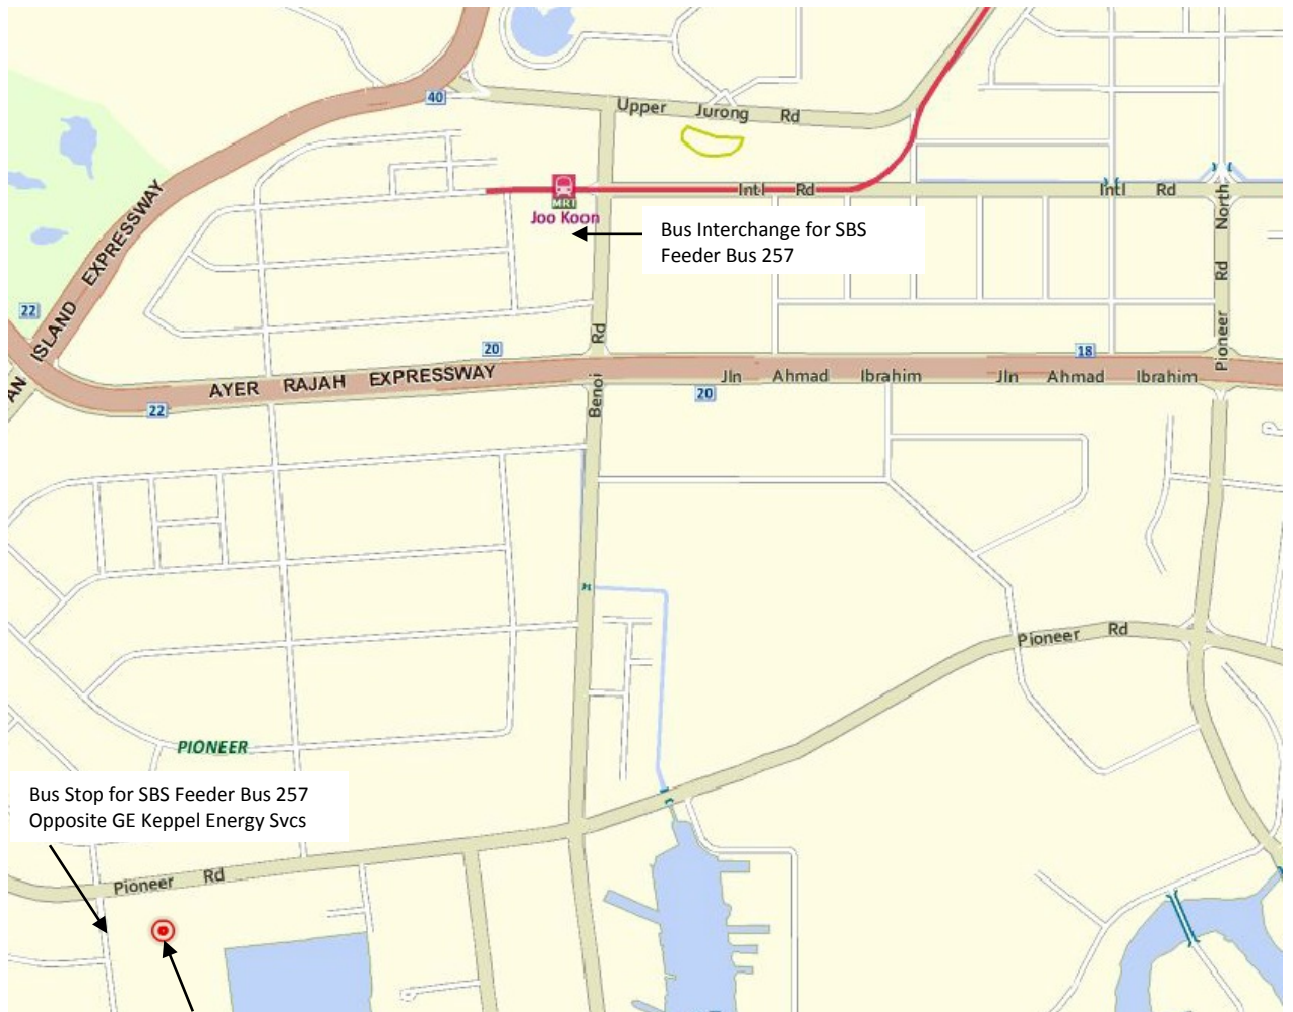 40
Upper Jurong Rd
ISLAND EXPRESSWAY
MRT
Joo Koon
Intl Rd
Intl Rd
Pioneer Rd North
Bus Interchange for SBS
Feeder Bus 257
22
AN
20
18
AYER RAJAH EXPRESSWAY
Jln Ahmad Ibrahim
Jln Ahmad Ibrahim
22
20
Benoi Rd
Pioneer Rd
PIONEER
Bus Stop for SBS Feeder Bus 257
Opposite GE Keppel Energy Svcs
Pioneer Rd